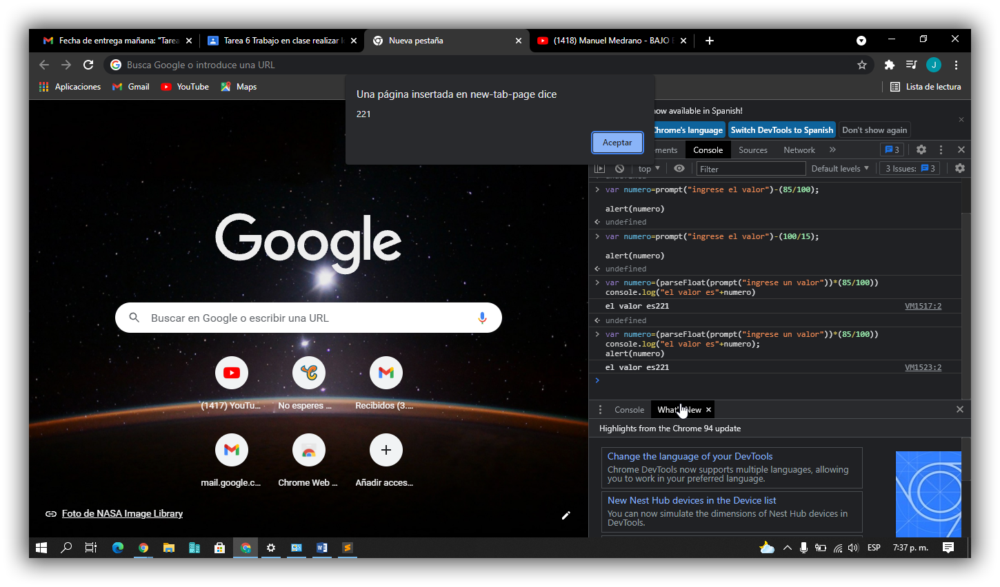 Fecha de entrega mañana: "Tarea
Tarea 6 Trabajo en clase realizar l
Nueva pestaña
(1418) Manuel Medrano - BAJO
Busca Google o introduce una URL
J
Aplicaciones
Gmail
YouTube
Maps
Lista de lectura
Una página insertada en new-tab-page dice
221
Aceptar
now available in Spanish!
Chrome's language
Switch DevTools to Spanish
Don't show again
ments
Console
Sources
Network
»
3
top
Filter
Default levels
3 Issues:
3
undefined
> var numero=prompt("ingrese el valor")-(85/100);
alert(numero)
undefined
> var numero=prompt("ingrese el valor")-(100/15);
alert(numero)
undefined
> var numero=(parseFloat(prompt("ingrese un valor"))*(85/100))
console.log("el valor es"+numero)
el valor es221
VM1517:2
undefined
> var numero=(parseFloat(prompt("ingrese un valor"))*(85/100))
console.log("el valor es"+numero);
alert(numero)
el valor es221
VM1523:2
>
Console
What's New
Highlights from the Chrome 94 update
Change the language of your DevTools
Chrome DevTools now supports multiple languages, allowing
you to work in your preferred language.
New Nest Hub devices in the Device list
You can now simulate the dimensions of Nest Hub devices in
DevTools.
Google
Buscar en Google o escribir una URL
(1417) YouTu...
No esperes ...
Recibidos (3....
mail.google.c...
Chrome Web ...
Añadir acces...
Foto de NASA Image Library
ESP
7:37 p. m.